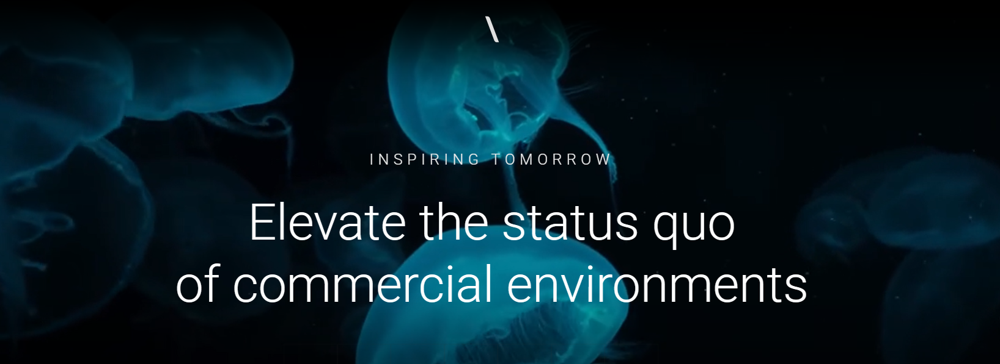 INSPIRING TOMORROW
Elevate the status quo
of commercial environments